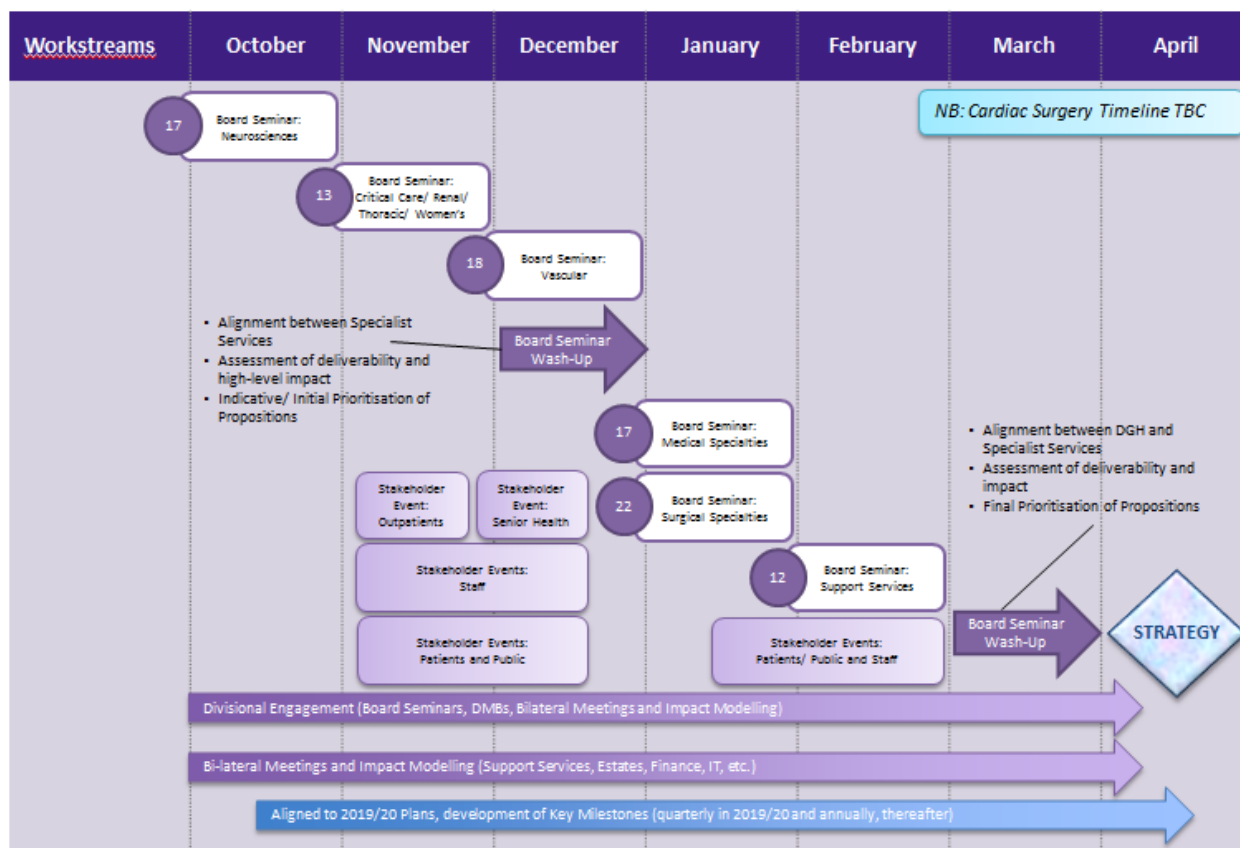 Workstreams October November December January February March April
NB: Cardiac Surgery Timeline TBC
17
Board Seminar:
Neurosciences
13
Board Seminar:
Critical Care/ Renal/
Thoracic/ Women's
18
Board Seminar:
Vascular
▪ Alignment between Specialist
Services
▪ Assessment of deliverability and
high-level impact
▪ Indicative/ Initial Prioritisation of
Propositions
Board Seminar
Wash-Up
17
Board Seminar:
Medical Specialties
22
Board Seminar:
Surgical Specialties
Stakeholder
Event:
Outpatients
Stakeholder
Event:
Senior Health
Stakeholder Events:
Staff
Stakeholder Events:
Patients and Public
12
Board Seminar:
Support Services
Stakeholder Events:
Patients/ Public and Staff
▪ Alignment between DGH and
Specialist Services
▪ Assessment of deliverability and
impact
▪ Final Prioritisation of Propositions
Board Seminar
Wash-Up
STRATEGY
Divisional Engagement (Board Seminars, DMBs, Bilateral Meetings and Impact Modelling)
Bi-lateral Meetings and Impact Modelling (Support Services, Estates, Finance, IT, etc.)
Aligned to 2019/20 Plans, development of Key Milestones (quarterly in 2019/20 and annually, thereafter)